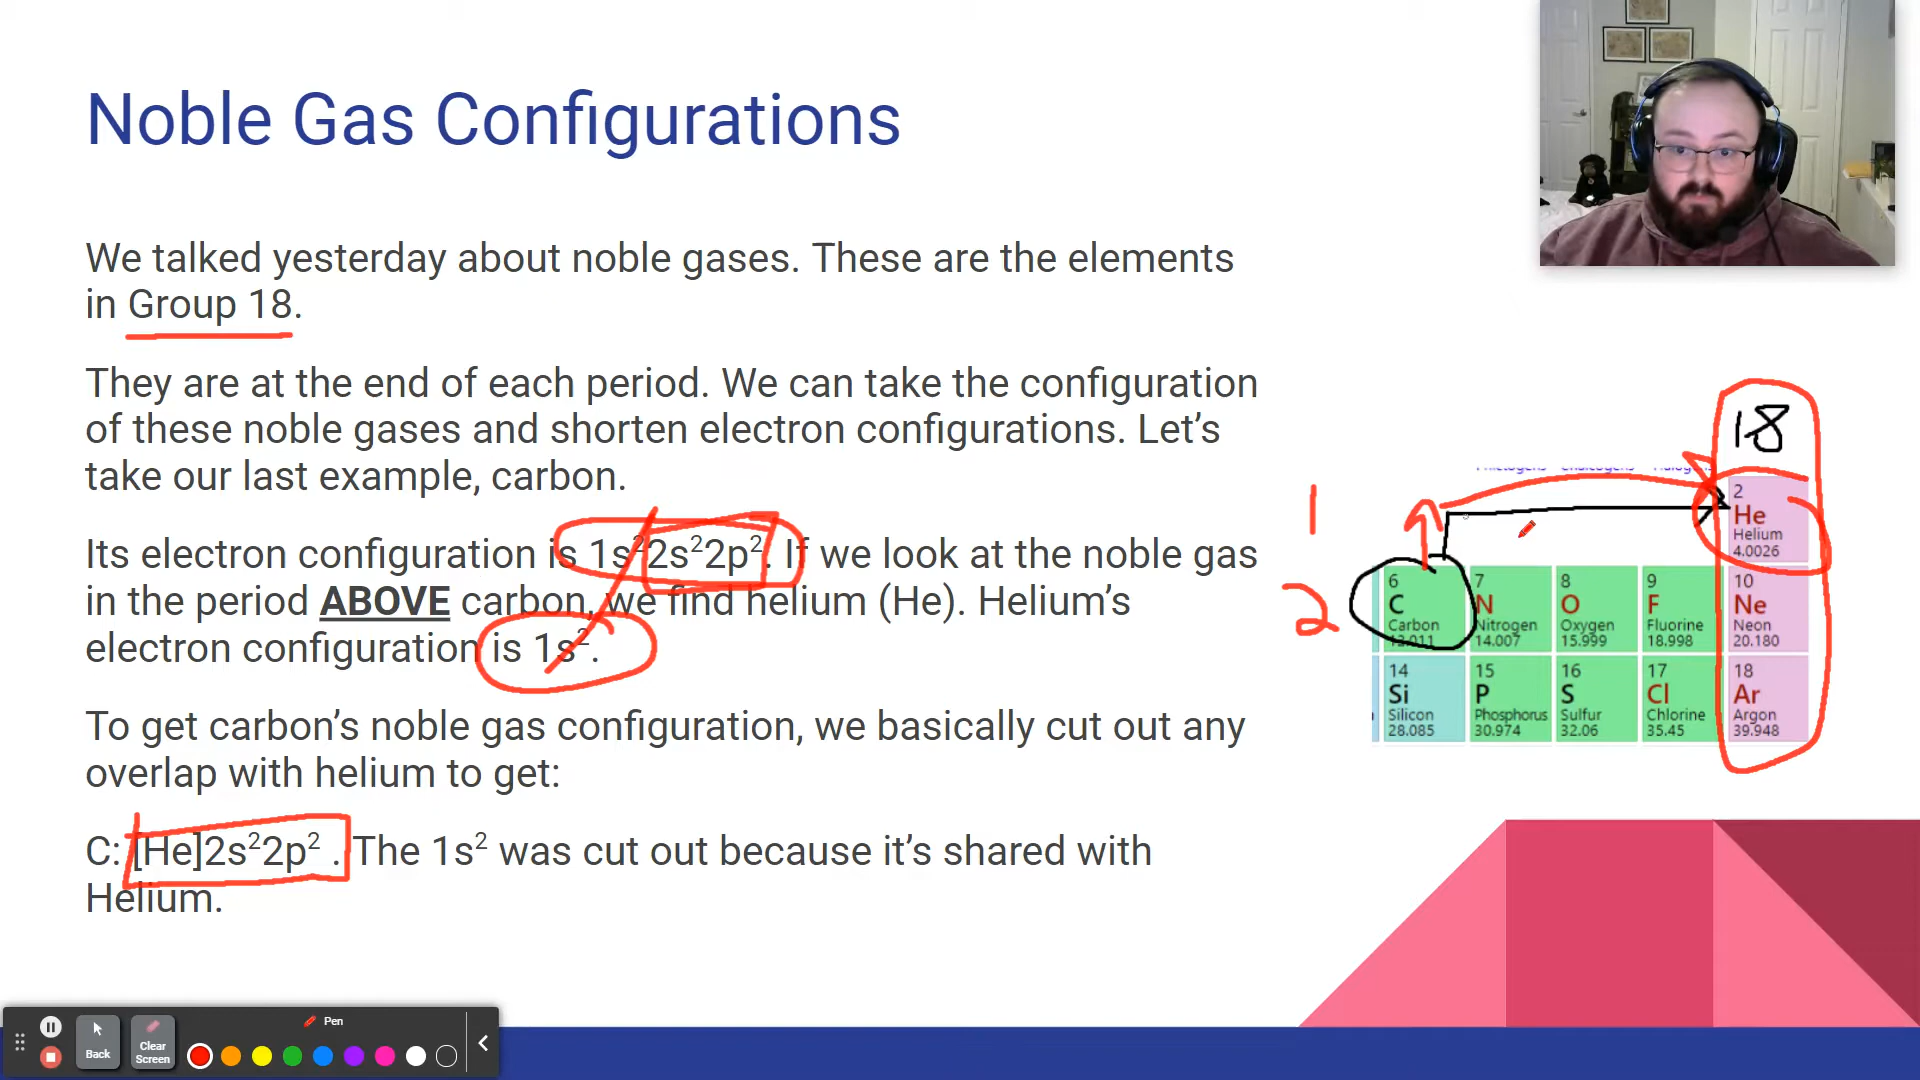 Noble Gas Configurations
We talked yesterday about noble gases. These are the elements
in Group 18.
They are at the end of each period. We can take the configuration
of these noble gases and shorten electron configurations. Let's
take our last example, carbon.
Its electron configuration is 1s²2s²2p². If we look at the noble gas
in the period ABOVE carbon, we find helium (He). Helium's
electron configuration is 1s².
To get carbon's noble gas configuration, we basically cut out any
overlap with helium to get:
C: [He]2s²2p² . The 1s² was cut out because it's shared with
Helium.
18
1
2
2
He
Helium
4.0026
6 7 8 9 10
C N O F Ne
Carbon Nitrogen Oxygen Fluorine Neon
12.011 14.007 15.999 18.998 20.180
14 15 16 17 18
Si P S Cl Ar
Silicon Phosphorus Sulfur Chlorine Argon
28.085 30.974 32.06 35.45 39.948
Pen
Back
Clear
Screen